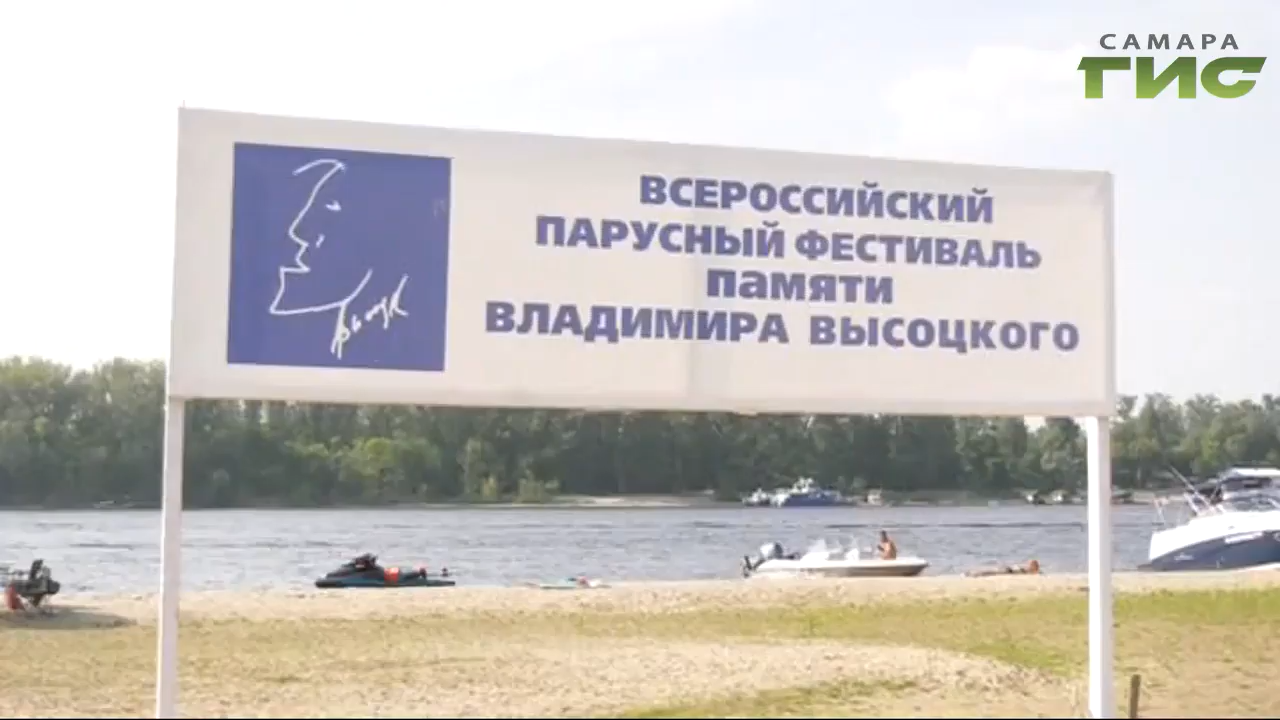 САМАРА
ГИС
ВСЕРОССИЙСКИЙ
ПАРУСНЫЙ ФЕСТИВАЛЬ
ПАМЯТИ
ВЛАДИМИРА ВЫСОЦКОГО